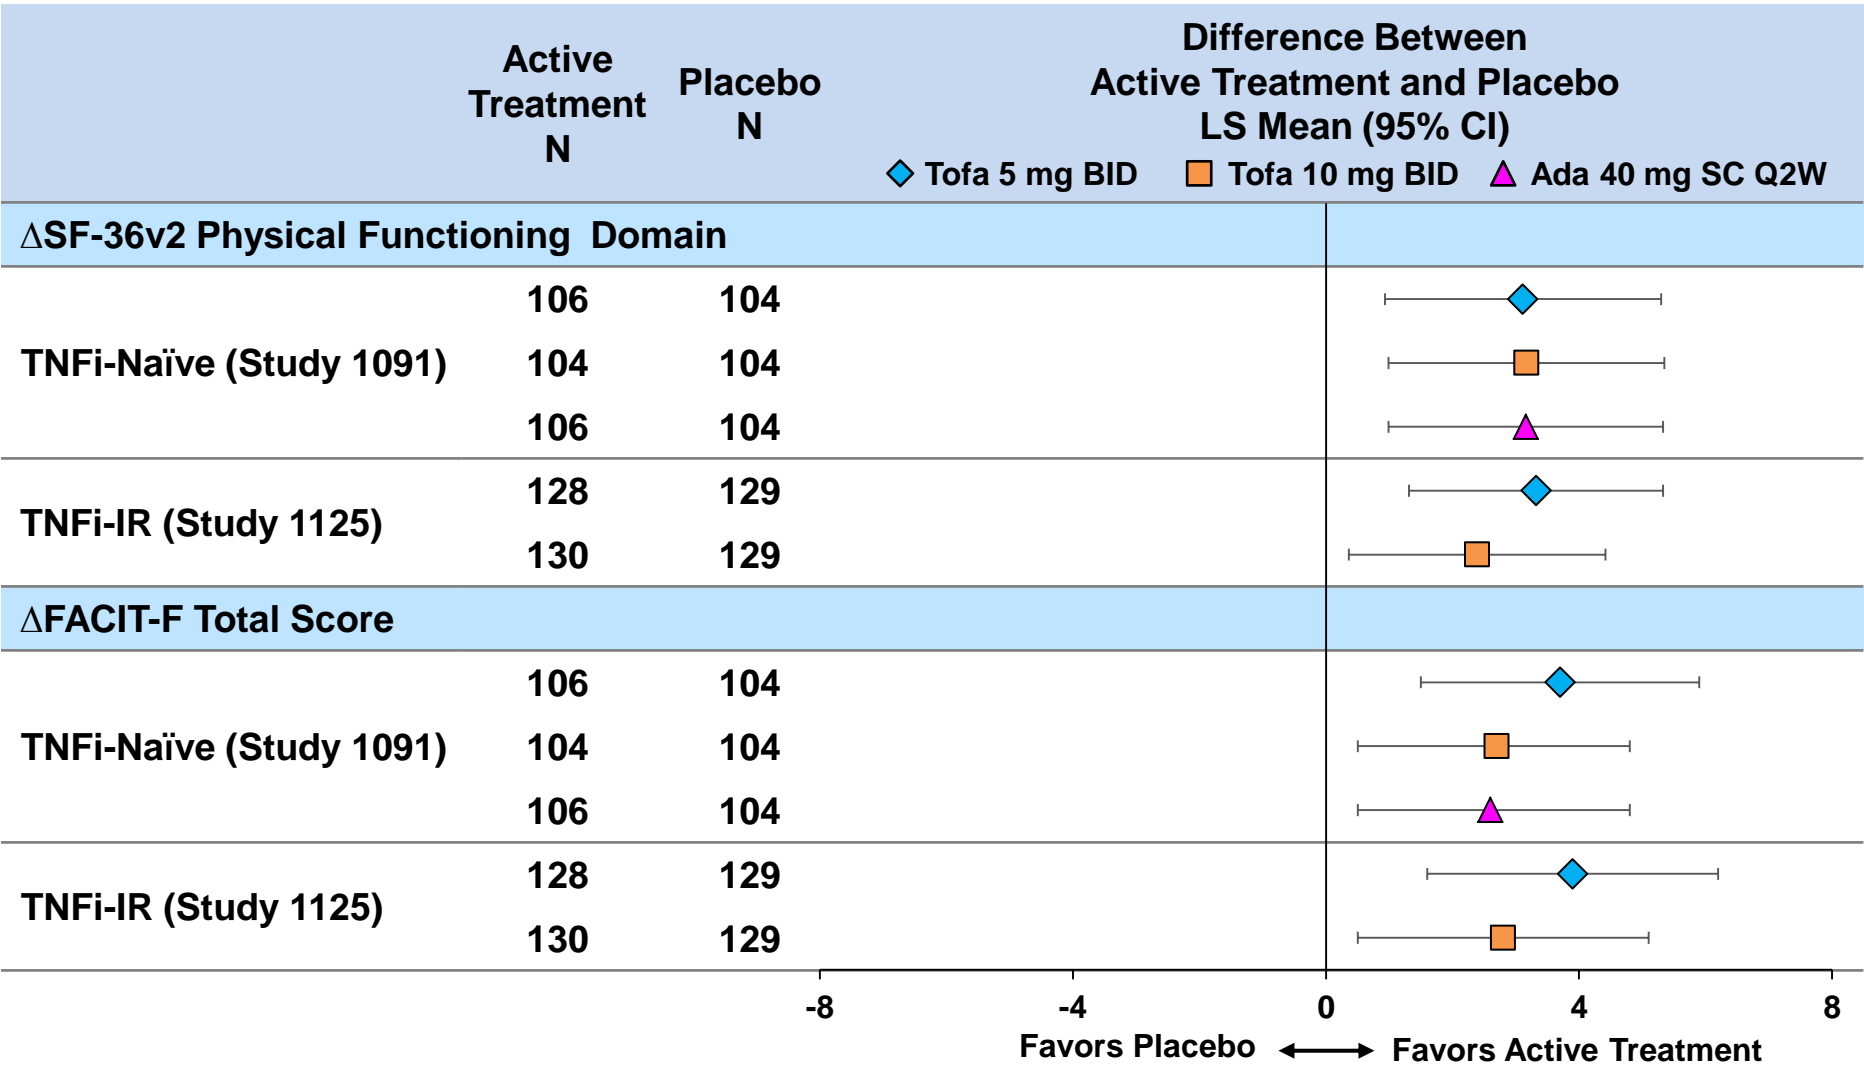 Active
Treatment
N
Placebo
N
Difference Between
Active Treatment and Placebo
LS Mean (95% CI)
Tofa 5 mg BID Tofa 10 mg BID Ada 40 mg SC Q2W
ΔSF-36v2 Physical Functioning Domain
106 104
TNFi-Naïve (Study 1091) 104 104
106 104
TNFi-IR (Study 1125)
128 129
130 129
ΔFACIT-F Total Score
106 104
TNFi-Naïve (Study 1091) 104 104
106 104
TNFi-IR (Study 1125)
128 129
130 129
-8 -4 0 4 8
Favors Placebo Favors Active Treatment